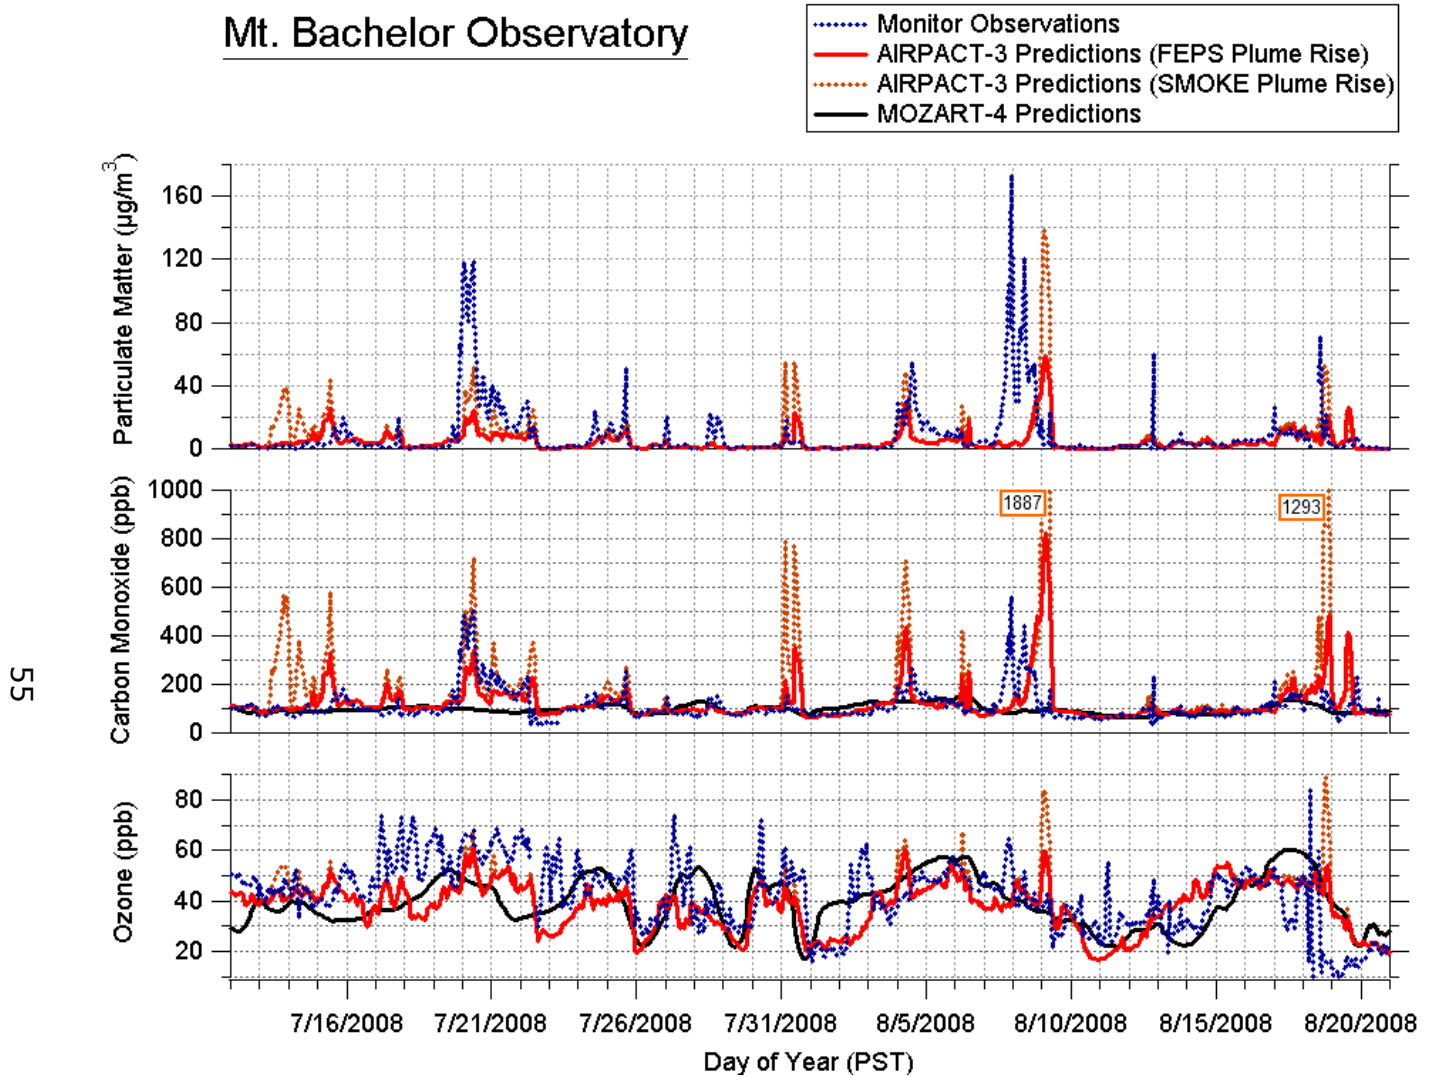 Mt. Bachelor Observatory
Monitor Observations
AIRPACT-3 Predictions (FEPS Plume Rise)
AIRPACT-3 Predictions (SMOKE Plume Rise)
MOZART-4 Predictions
Particulate Matter (µg/m³)
160
120
80
40
0
Carbon Monoxide (ppb)
1000
800
600
400
200
0
1887
1293
Ozone (ppb)
80
60
40
20
7/16/2008 7/21/2008 7/26/2008 7/31/2008 8/5/2008 8/10/2008 8/15/2008 8/20/2008
Day of Year (PST)
55